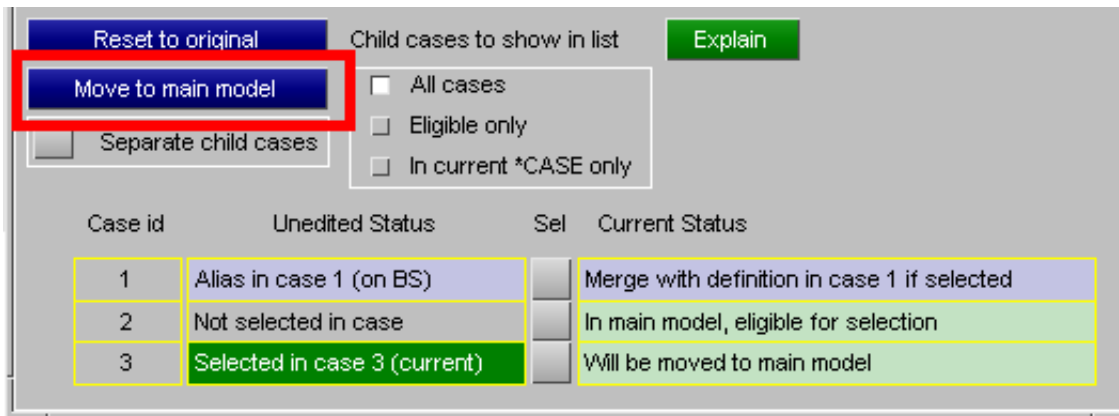 Reset to original Child cases to show in list Explain
Move to main model All cases
Separate child cases Eligible only
In current *CASE only
Case id Unedited Status Sel Current Status
1 Alias in case 1 (on BS) Merge with definition in case 1 if selected
2 Not selected in case In main model, eligible for selection
3 Selected in case 3 (current) Will be moved to main model